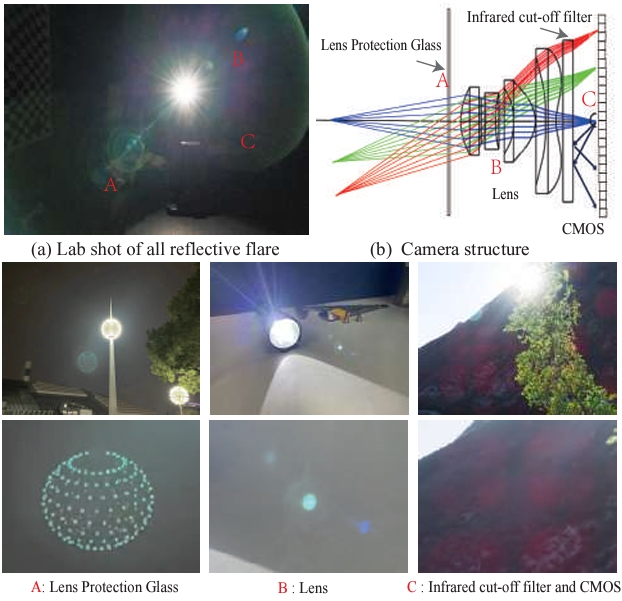 B
C
A
(a) Lab shot of all reflective flare
Infrared cut-off filter
Lens Protection Glass
A
C
B
Lens
CMOS
(b) Camera structure
A: Lens Protection Glass
B : Lens
C : Infrared cut-off filter and CMOS